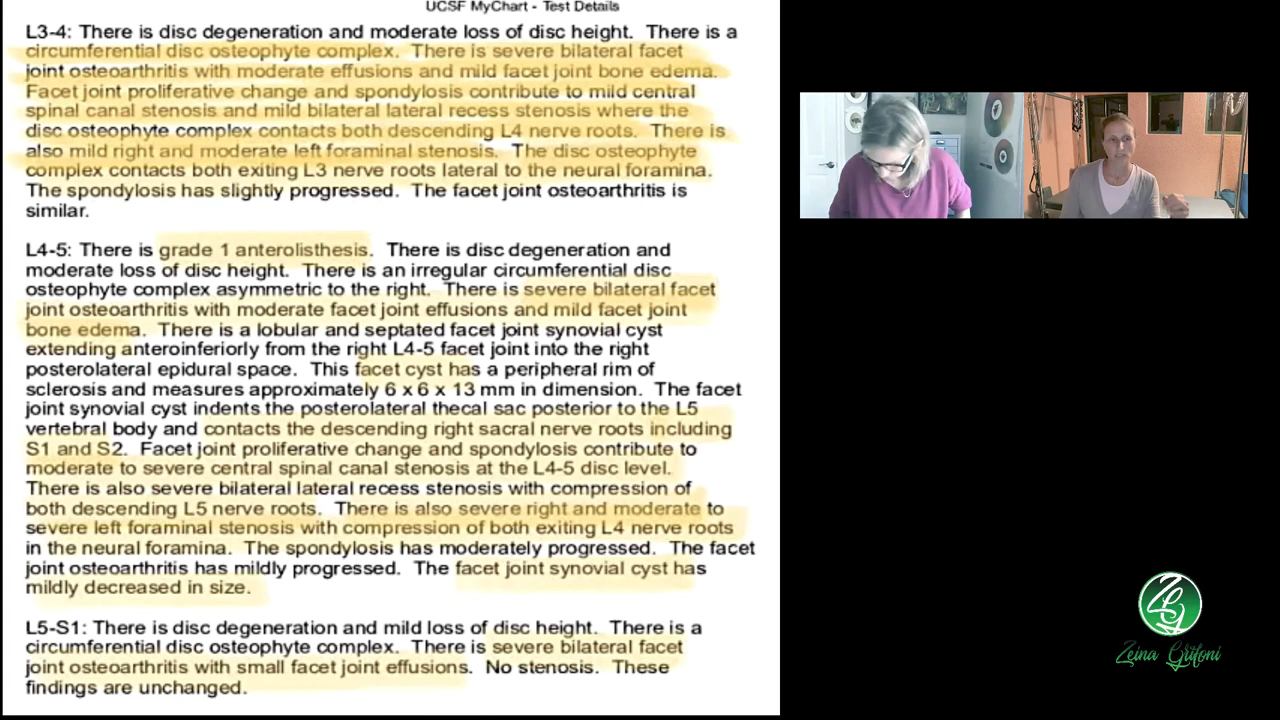 UCSF MyChart - Test Details
L3-4: There is disc degeneration and moderate loss of disc height. There is a
circumferential disc osteophyte complex. There is severe bilateral facet
joint osteoarthritis with moderate effusions and mild facet joint bone edema.
Facet joint proliferative change and spondylosis contribute to mild central
spinal canal stenosis and mild bilateral lateral recess stenosis where the
disc osteophyte complex contacts both descending L4 nerve roots. There is
also mild right and moderate left foraminal stenosis. The disc osteophyte
complex contacts both exiting L3 nerve roots lateral to the neural foramina.
The spondylosis has slightly progressed. The facet joint osteoarthritis is
similar.
L4-5: There is grade 1 anterolisthesis. There is disc degeneration and
moderate loss of disc height. There is an irregular circumferential disc
osteophyte complex asymmetric to the right. There is severe bilateral facet
joint osteoarthritis with moderate facet joint effusions and mild facet joint
bone edema. There is a lobular and septated facet joint synovial cyst
extending anteroinferiorly from the right L4-5 facet joint into the right
posterolateral epidural space. This facet cyst has a peripheral rim of
sclerosis and measures approximately 6 x 6 x 13 mm in dimension. The facet
joint synovial cyst indents the posterolateral thecal sac posterior to the L5
vertebral body and contacts the descending right sacral nerve roots including
S1 and S2. Facet joint proliferative change and spondylosis contribute to
moderate to severe central spinal canal stenosis at the L4-5 disc level.
There is also severe bilateral lateral recess stenosis with compression of
both descending L5 nerve roots. There is also severe right and moderate to
severe left foraminal stenosis with compression of both exiting L4 nerve roots
in the neural foramina. The spondylosis has moderately progressed. The facet
joint osteoarthritis has mildly progressed. The facet joint synovial cyst has
mildly decreased in size.
L5-S1: There is disc degeneration and mild loss of disc height. There is a
circumferential disc osteophyte complex. There is severe bilateral facet
joint osteoarthritis with small facet joint effusions. No stenosis. These
findings are unchanged.
ZG
Zeina Grifoni